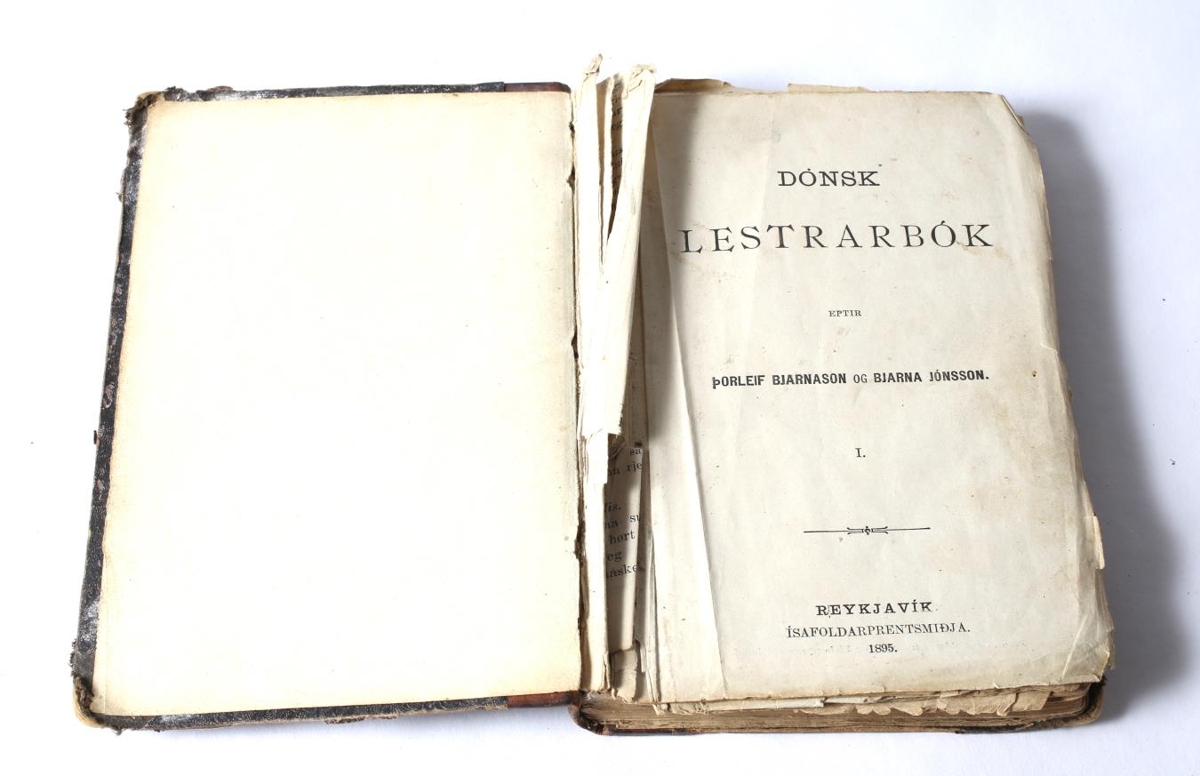 DÖNSK
LESTRARBÓK
EPTIR
ÞORLEIF BJARNASON OG BJARNA JÓNSSON.
I.
REYKJAVÍK
ÍSAFOLDARPRENTSMIÐJA.
1895.